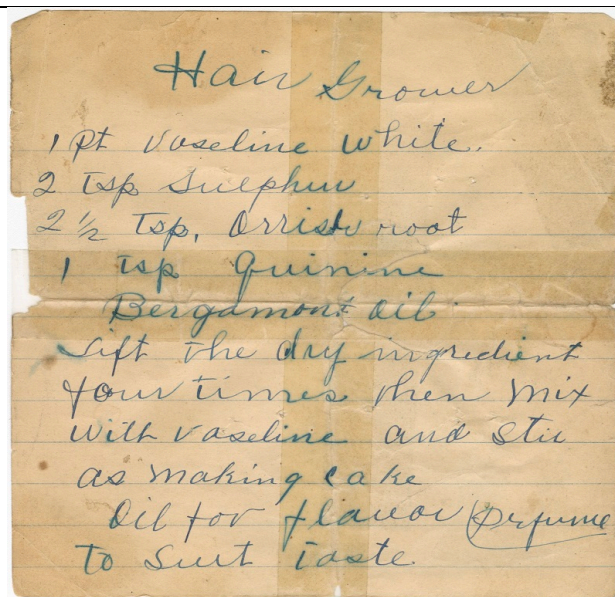 Hair Grower
1 pt vaseline white.
2 Tsp Sulphur
2 1/2 Tsp. Orrish root
1 Tsp Quinine
Bergamont oil.
Sift the dry ingredient
four times then mix
with vaseline and stir
as making cake
Oil for flavor (Perfume
To Suit Taste.